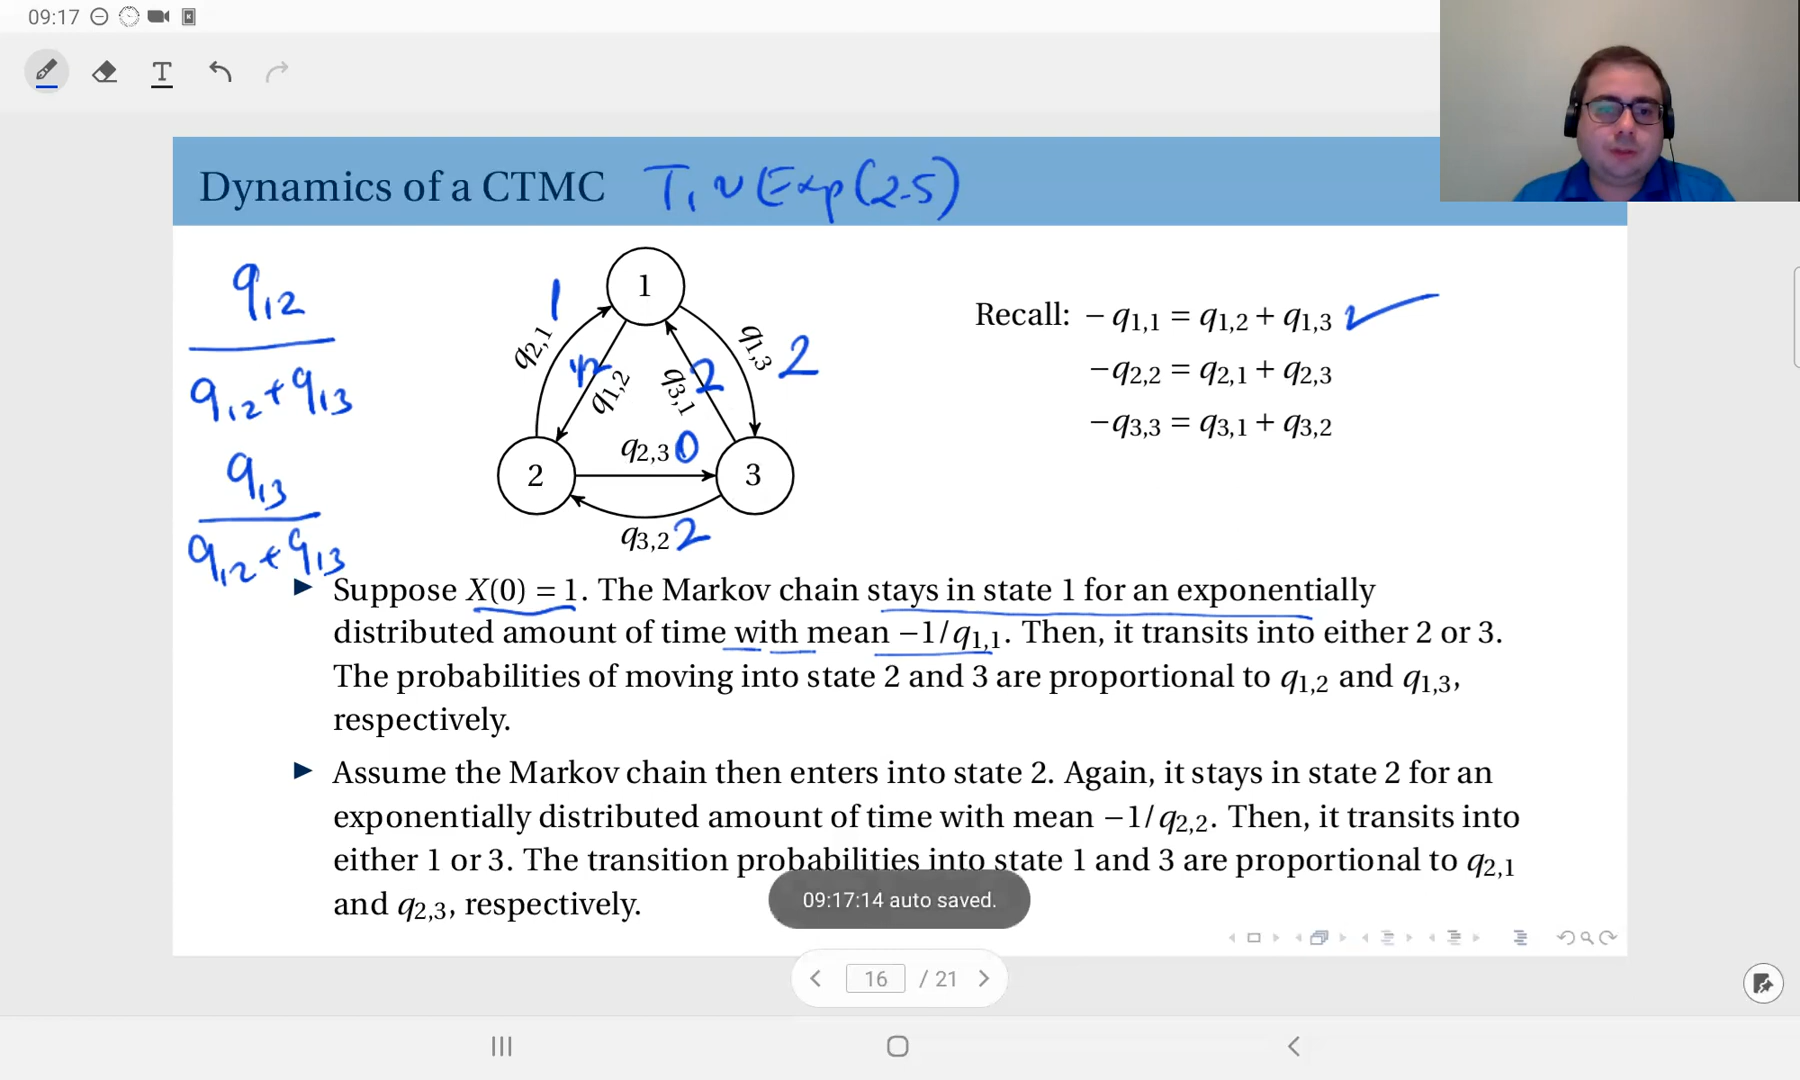 09:17
T
Dynamics of a CTMC T₁ ~ Exp(2.5)
q₁₂
q₁₂ + q₁₃
q₁₃
q₁₂ + q₁₃
1
q2,1 1
q1,2
q3,1 2
q1,3 2
q2,3 0
2
3
q3,2 2
Recall: − q1,1 = q1,2 + q1,3 ✓
−q2,2 = q2,1 + q2,3
−q3,3 = q3,1 + q3,2
▶ Suppose X(0) = 1. The Markov chain stays in state 1 for an exponentially
distributed amount of time with mean −1/q1,1. Then, it transits into either 2 or 3.
The probabilities of moving into state 2 and 3 are proportional to q1,2 and q1,3,
respectively.
▶ Assume the Markov chain then enters into state 2. Again, it stays in state 2 for an
exponentially distributed amount of time with mean −1/q2,2. Then, it transits into
either 1 or 3. The transition probabilities into state 1 and 3 are proportional to q2,1
and q2,3, respectively.
09:17:14 auto saved.
16 / 21